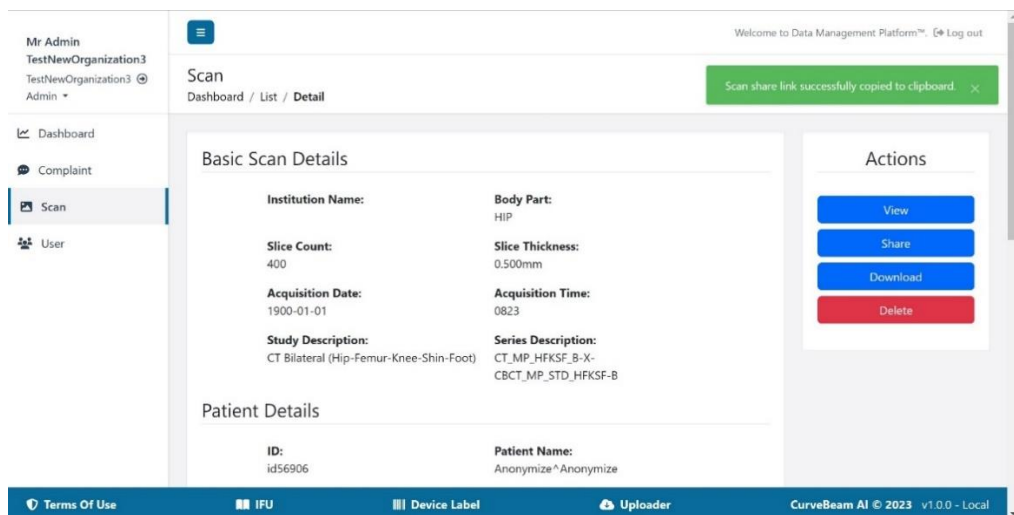 Mr Admin
TestNewOrganization3
TestNewOrganization3
Admin
Dashboard
Complaint
Scan
User
Welcome to Data Management Platform™. Log out
Scan
Dashboard / List / Detail
Scan share link successfully copied to clipboard. ×
Basic Scan Details
Institution Name:
Body Part:
HIP
Slice Count:
400
Slice Thickness:
0.500mm
Acquisition Date:
1900-01-01
Acquisition Time:
0823
Study Description:
CT Bilateral (Hip-Femur-Knee-Shin-Foot)
Series Description:
CT_MP_HFKSF_B-X-
CBCT_MP_STD_HFKSF-B
Patient Details
ID:
id56906
Patient Name:
Anonymize^Anonymize
Actions
View
Share
Download
Delete
Terms Of Use
IFU
Device Label
Uploader
CurveBeam AI © 2023 v1.0.0 - Local